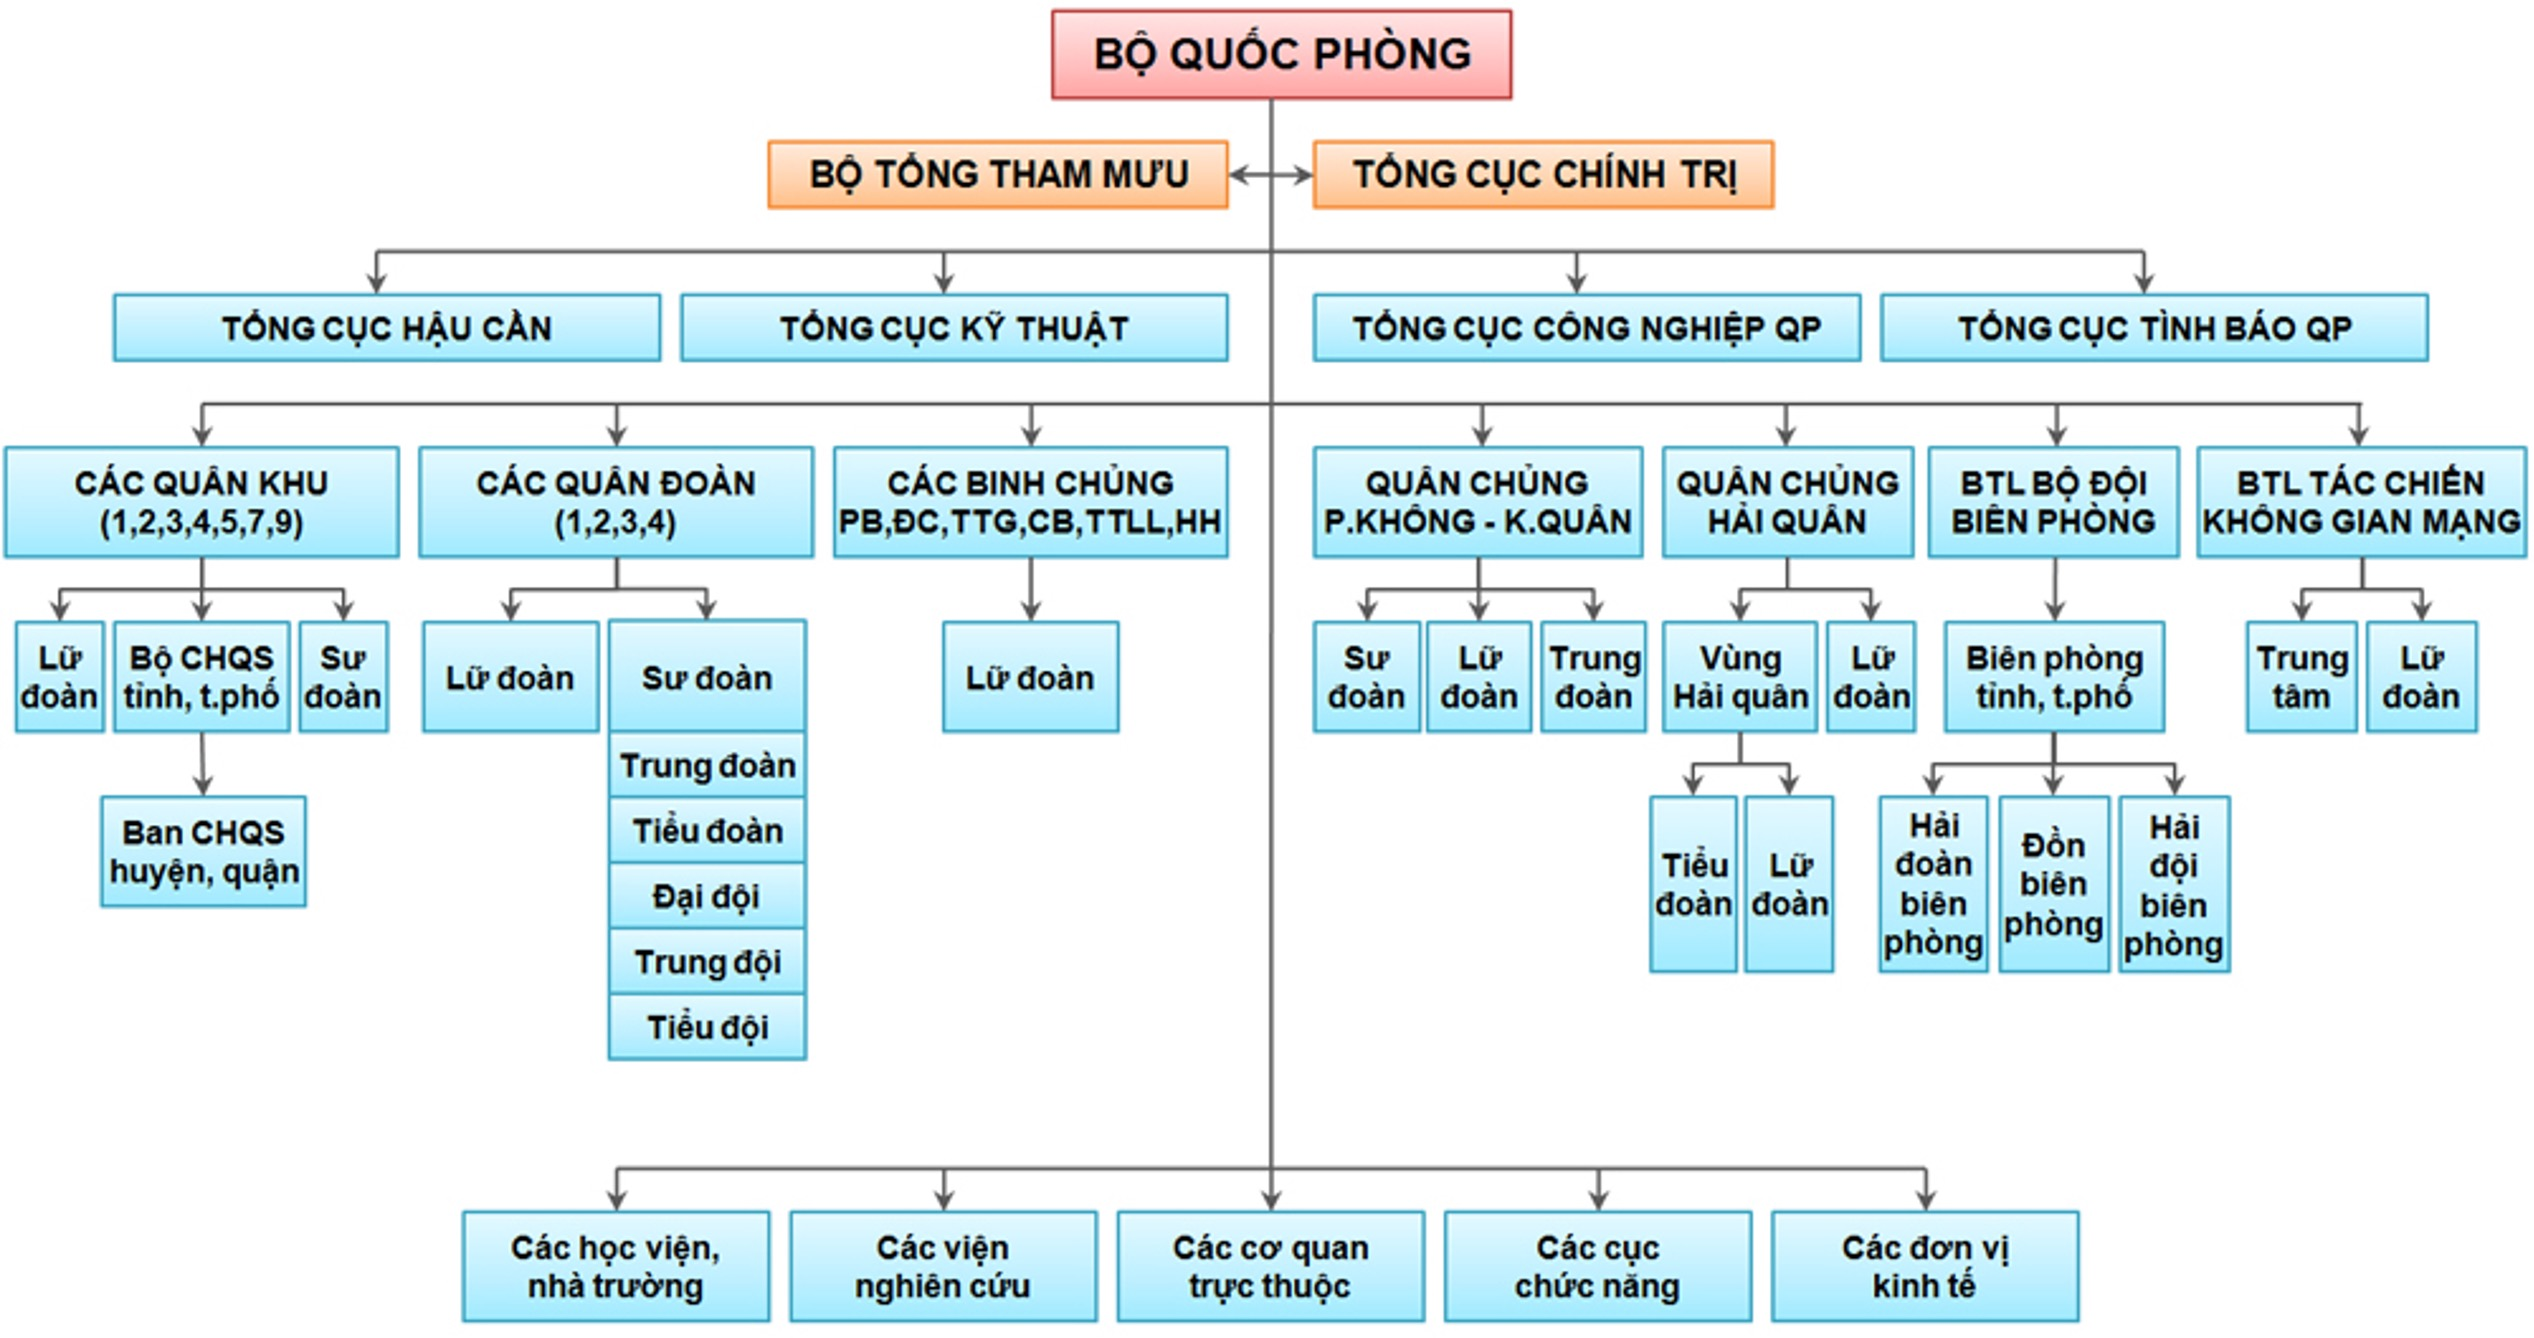 BỘ QUỐC PHÒNG
BỘ TỔNG THAM MƯU
TỔNG CỤC CHÍNH TRỊ
TỔNG CỤC HẬU CẦN
TỔNG CỤC KỸ THUẬT
TỔNG CỤC CÔNG NGHIỆP QP
TỔNG CỤC TÌNH BÁO QP
CÁC QUÂN KHU
(1,2,3,4,5,7,9)
CÁC QUÂN ĐOÀN
(1,2,3,4)
CÁC BINH CHỦNG
PB,ĐC,TTG,CB,TTLL,HH
QUÂN CHỦNG
P.KHÔNG - K.QUÂN
QUÂN CHỦNG
HẢI QUÂN
BTL BỘ ĐỘI
BIÊN PHÒNG
BTL TÁC CHIẾN
KHÔNG GIAN MẠNG
Lữ
đoàn
Bộ CHQS
tỉnh, t.phố
Sư
đoàn
Lữ đoàn
Sư đoàn
Lữ đoàn
Sư
đoàn
Lữ
đoàn
Trung
đoàn
Vùng
Hải quân
Lữ
đoàn
Biên phòng
tỉnh, t.phố
Trung
tâm
Lữ
đoàn
Ban CHQS
huyện, quận
Trung đoàn
Tiểu đoàn
Đại đội
Trung đội
Tiểu đội
Tiểu
đoàn
Lữ
đoàn
Hải
đoàn
biên
phòng
Đồn
biên
phòng
Hải
đội
biên
phòng
Các học viện,
nhà trường
Các viện
nghiên cứu
Các cơ quan
trực thuộc
Các cục
chức năng
Các đơn vị
kinh tế